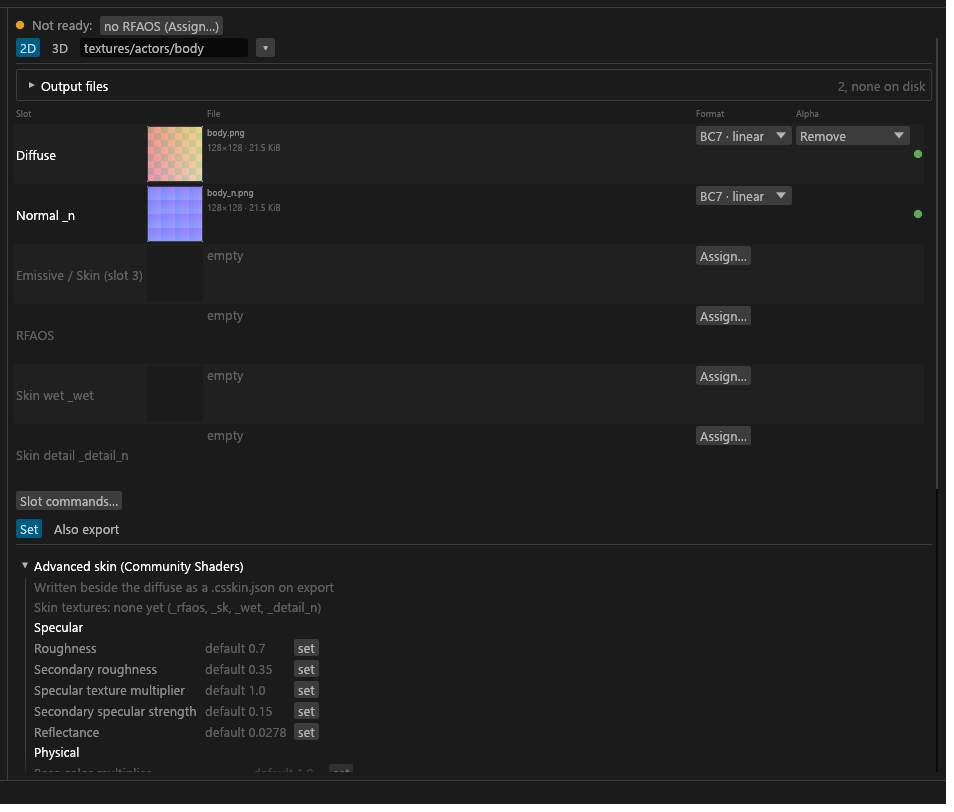 Not ready: no RFAOS (Assign...)
2D 3D textures/actors/body
Output files 2, none on disk
Slot File Format Alpha
Diffuse body.png 128×128 · 21.5 KiB BC7 · linear Remove
Normal _n body_n.png 128×128 · 21.5 KiB BC7 · linear
Emissive / Skin (slot 3) empty Assign...
RFAOS empty Assign...
Skin wet _wet empty Assign...
Skin detail _detail_n empty Assign...
Slot commands...
Set Also export
Advanced skin (Community Shaders)
Written beside the diffuse as a .csskin.json on export
Skin textures: none yet (_rfaos, _sk, _wet, _detail_n)
Specular
Roughness default 0.7 set
Secondary roughness default 0.35 set
Specular texture multiplier default 1.0 set
Secondary specular strength default 0.15 set
Reflectance default 0.0278 set
Physical